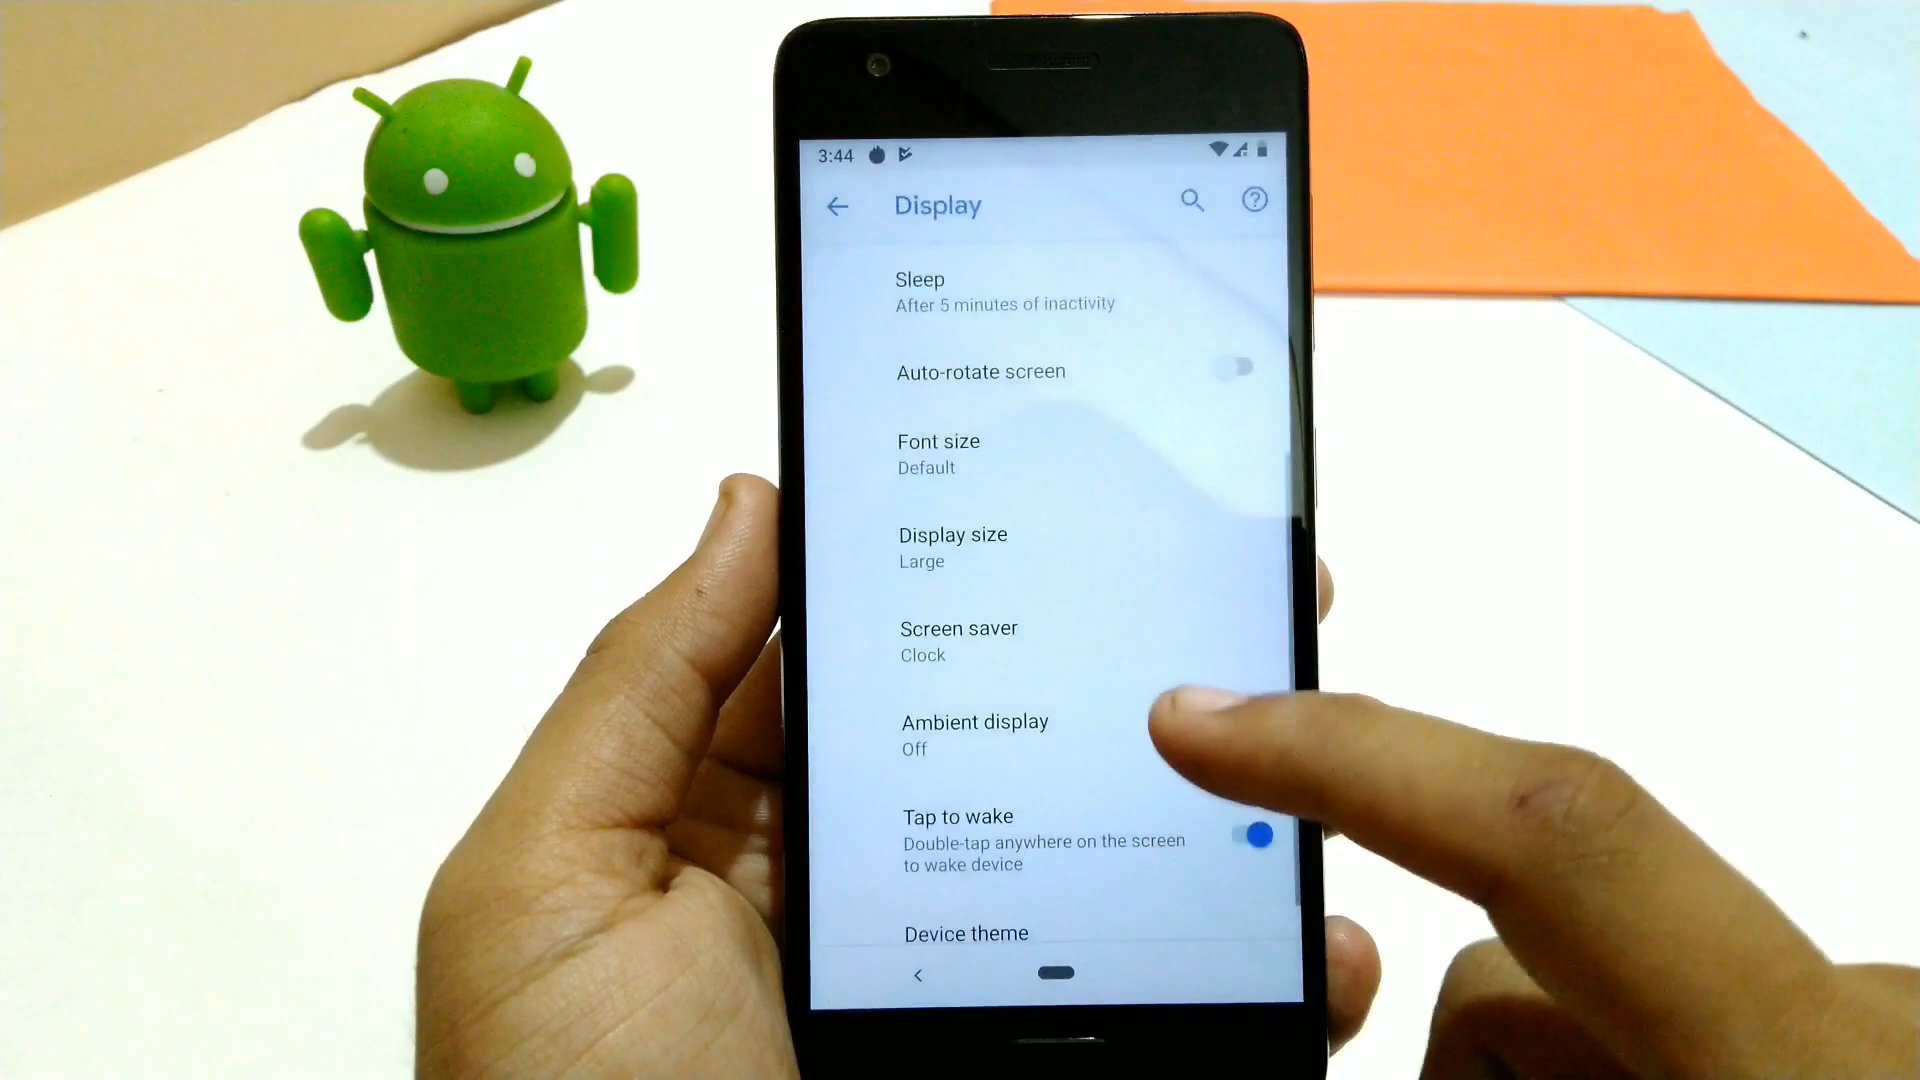 3:44
Display
Sleep
After 5 minutes of inactivity
Auto-rotate screen
Font size
Default
Display size
Large
Screen saver
Clock
Ambient display
Off
Tap to wake
Double-tap anywhere on the screen
to wake device
Device theme